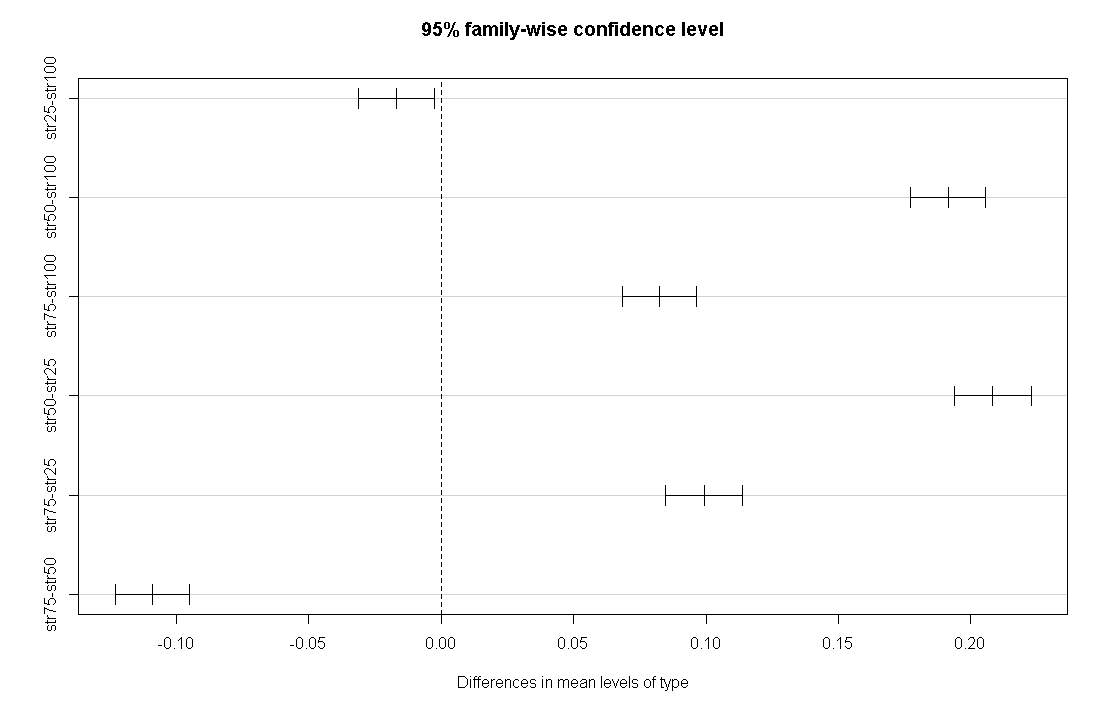 95% family-wise confidence level
str25-str100
str50-str100
str75-str100
str50-str25
str75-str25
str75-str50
-0.10 -0.05 0.00 0.05 0.10 0.15 0.20
Differences in mean levels of type